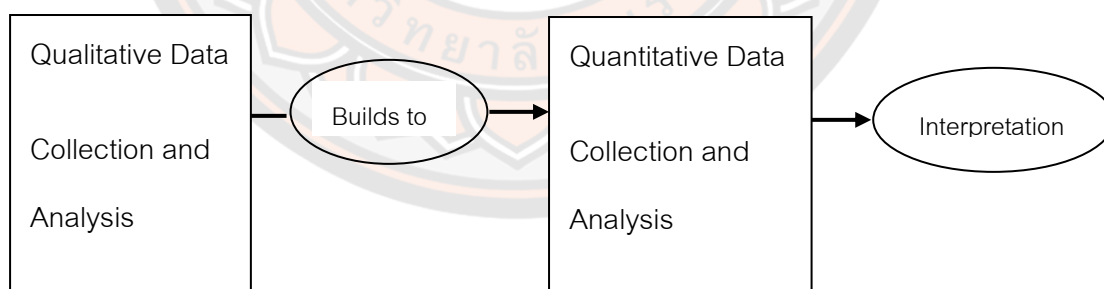 Qualitative Data
Collection and
Analysis
Builds to
Quantitative Data
Collection and
Analysis
Interpretation